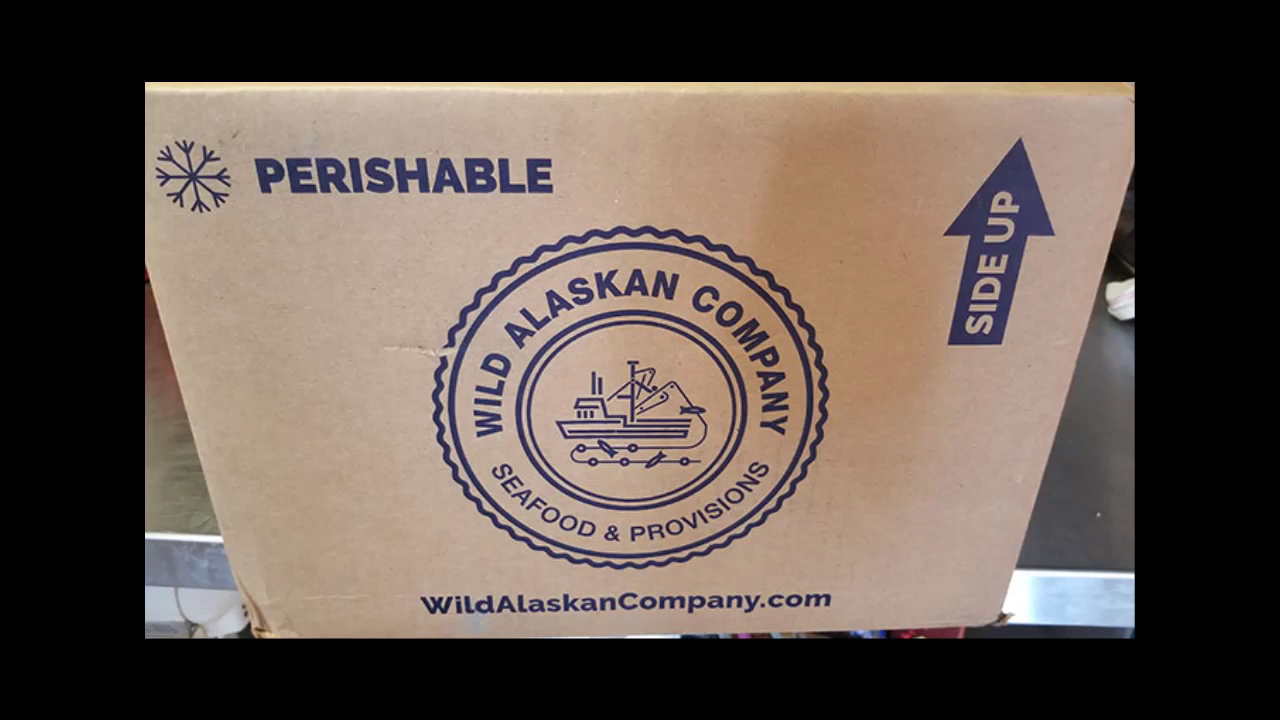 PERISHABLE
SIDE UP
WILD ALASKAN COMPANY
SEAFOOD & PROVISIONS
WildAlaskanCompany.com